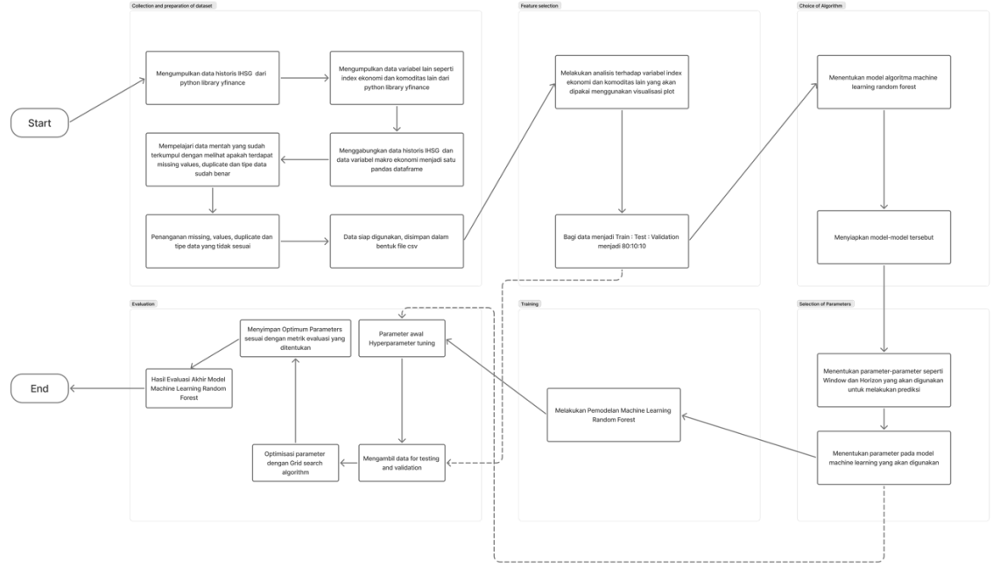 Collection and preparation of dataset
Feature selection
Choice of Algorithm
Start
Mengumpulkan data historis IHSG dari
python library yfinance
Mengumpulkan data variabel lain seperti
index ekonomi dan komoditas lain dari
python library yfinance
Mempelajari data mentah yang sudah
terkumpul dengan melihat apakah terdapat
missing values, duplicate dan tipe data
sudah benar
Menggabungkan data historis IHSG dan
data variabel makro ekonomi menjadi satu
pandas dataframe
Penanganan missing, values, duplicate dan
tipe data yang tidak sesuai
Data siap digunakan, disimpan dalam
bentuk file csv
Melakukan analisis terhadap variabel index
ekonomi dan komoditas lain yang akan
dipakai menggunakan visualisasi plot
Bagi data menjadi Train : Test : Validation
menjadi 80:10:10
Menentukan model algoritma machine
learning random forest
Menyiapkan model-model tersebut
Evaluation
Training
Selection of Parameters
Menyimpan Optimum Parameters
sesuai dengan metrik evaluasi yang
ditentukan
Parameter awal
Hyperparameter tuning
End
Hasil Evaluasi Akhir Model
Machine Learning Random
Forest
Optimisasi parameter
dengan Grid search
algorithm
Mengambil data for testing
and validation
Melakukan Pemodelan Machine Learning
Random Forest
Menentukan parameter-parameter seperti
Window dan Horizon yang akan digunakan
untuk melakukan prediksi
Menentukan parameter pada model
machine learning yang akan digunakan